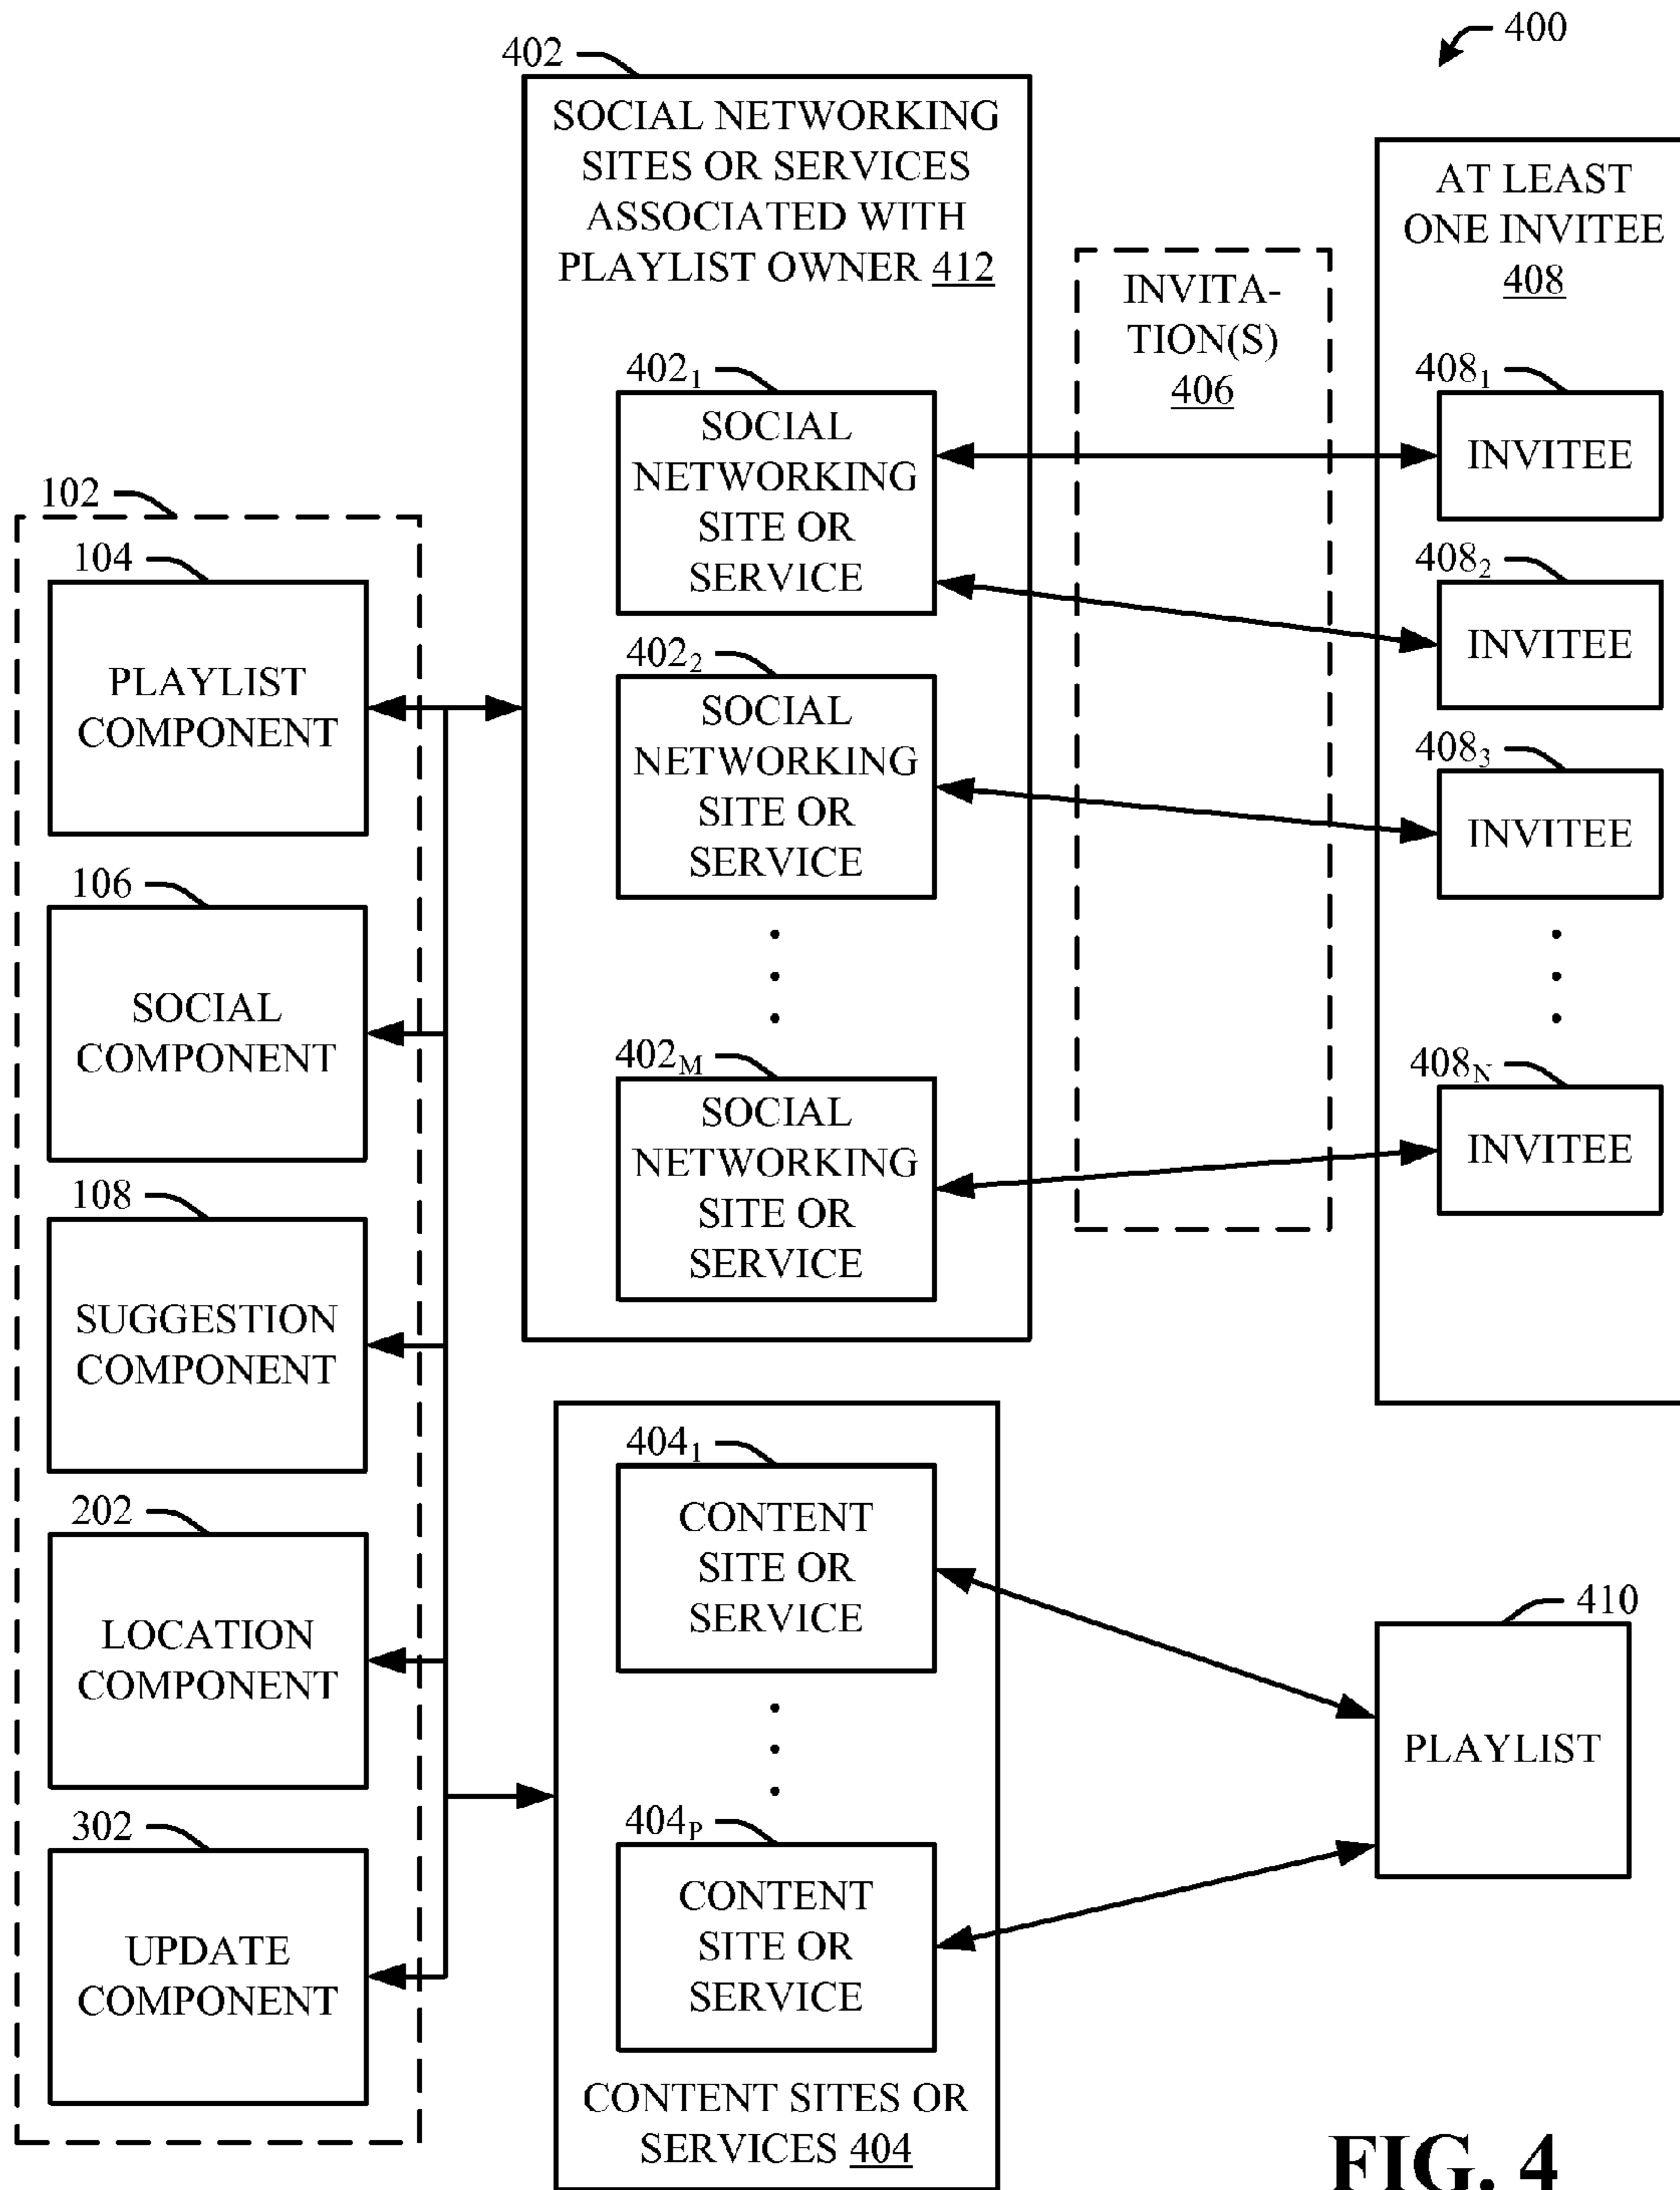 400
402
SOCIAL NETWORKING
SITES OR SERVICES
ASSOCIATED WITH
PLAYLIST OWNER 412
AT LEAST
ONE INVITEE
408
INVITA-
TION(S)
406
402₁
SOCIAL
NETWORKING
SITE OR
SERVICE
408₁
INVITEE
102
104
PLAYLIST
COMPONENT
402₂
SOCIAL
NETWORKING
SITE OR
SERVICE
408₂
INVITEE
408₃
INVITEE
106
SOCIAL
COMPONENT
402M
SOCIAL
NETWORKING
SITE OR
SERVICE
408N
INVITEE
108
SUGGESTION
COMPONENT
404₁
CONTENT
SITE OR
SERVICE
202
LOCATION
COMPONENT
410
PLAYLIST
302
UPDATE
COMPONENT
404P
CONTENT
SITE OR
SERVICE
CONTENT SITES OR
SERVICES 404
FIG. 4